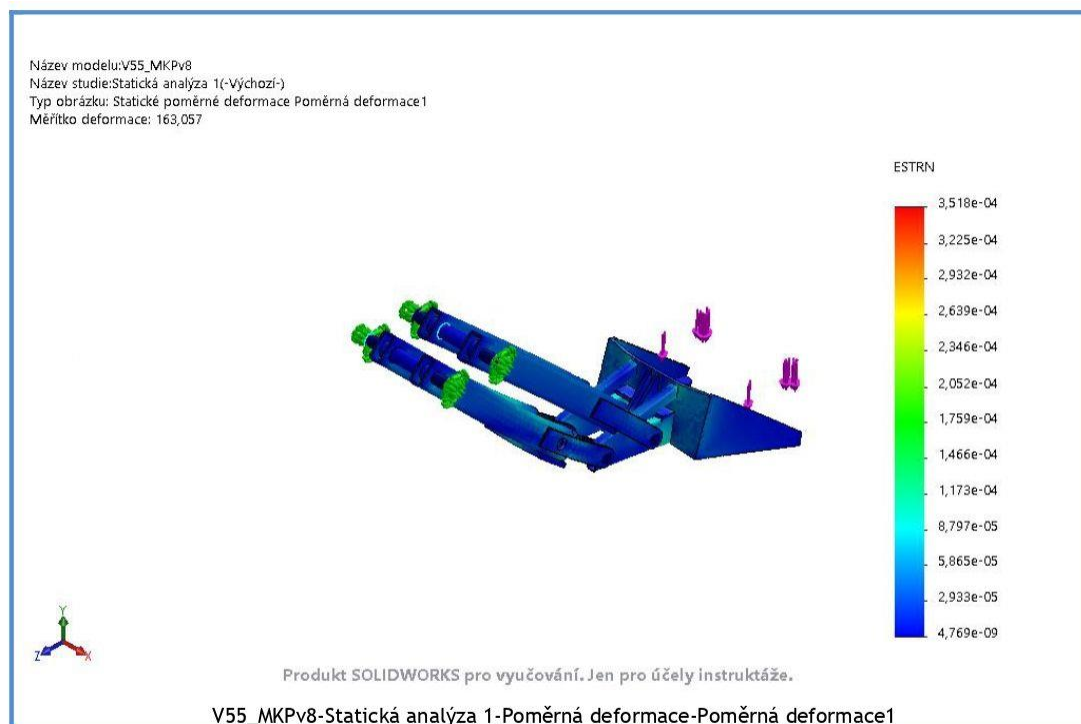 Název modelu:V55_MKPv8
Název studie:Statická analýza 1(-Výchozí-)
Typ obrázku: Statické poměrné deformace Poměrná deformace1
Měřítko deformace: 163,057
ESTRN
3,518e-04
3,225e-04
2,932e-04
2,639e-04
2,346e-04
2,052e-04
1,759e-04
1,466e-04
1,173e-04
8,797e-05
5,865e-05
2,933e-05
4,769e-09
Y
Z
X
Produkt SOLIDWORKS pro vyučování. Jen pro účely instruktáže.
V55_MKPv8-Statická analýza 1-Poměrná deformace-Poměrná deformace1